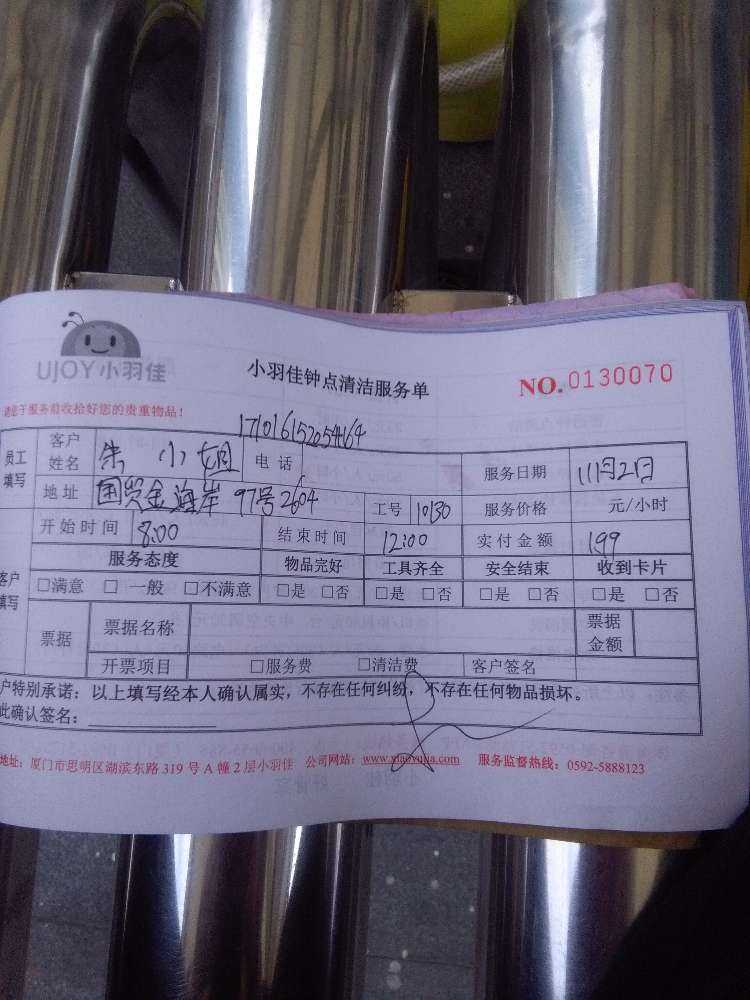 UJOY小羽佳
小羽佳钟点清洁服务单
NO.0130070
请您于服务前收拾好您的贵重物品！
171016152054164
员工填写 客户姓名 朱小姐 电话 服务日期 11月2日
地址 国贸金海岸 97号2604 工号 10130 服务价格 元/小时
开始时间 8:00 结束时间 12:00 实付金额 199
客户填写 服务态度 物品完好 工具齐全 安全结束 收到卡片
□满意 □一般 □不满意 □是 □否 □是 □否 □是 □否 □是 □否
票据 票据名称 票据金额
开票项目 □服务费 □清洁费 客户签名
户特别承诺：以上填写经本人确认属实，不存在任何纠纷，不存在任何物品损坏。
此确认签名：
地址：厦门市思明区湖滨东路 319 号 A 幢 2 层小羽佳 公司网站：www.xiaoyujia.com 服务监督热线：0592-5888123